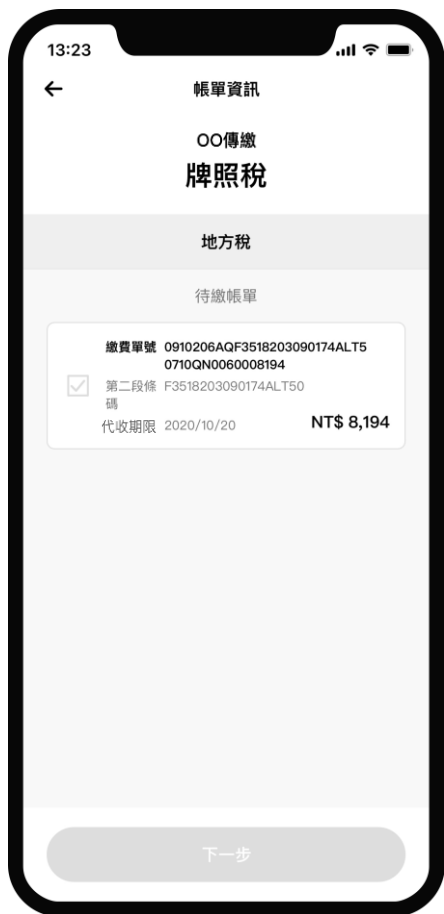 13:23
帳單資訊
OO傳繳
牌照稅
地方稅
待繳帳單
繳費單號 0910206AQF3518203090174ALT5
0710QN0060008194
第二段條 F3518203090174ALT50
碼
代收期限 2020/10/20 NT$ 8,194
下一步